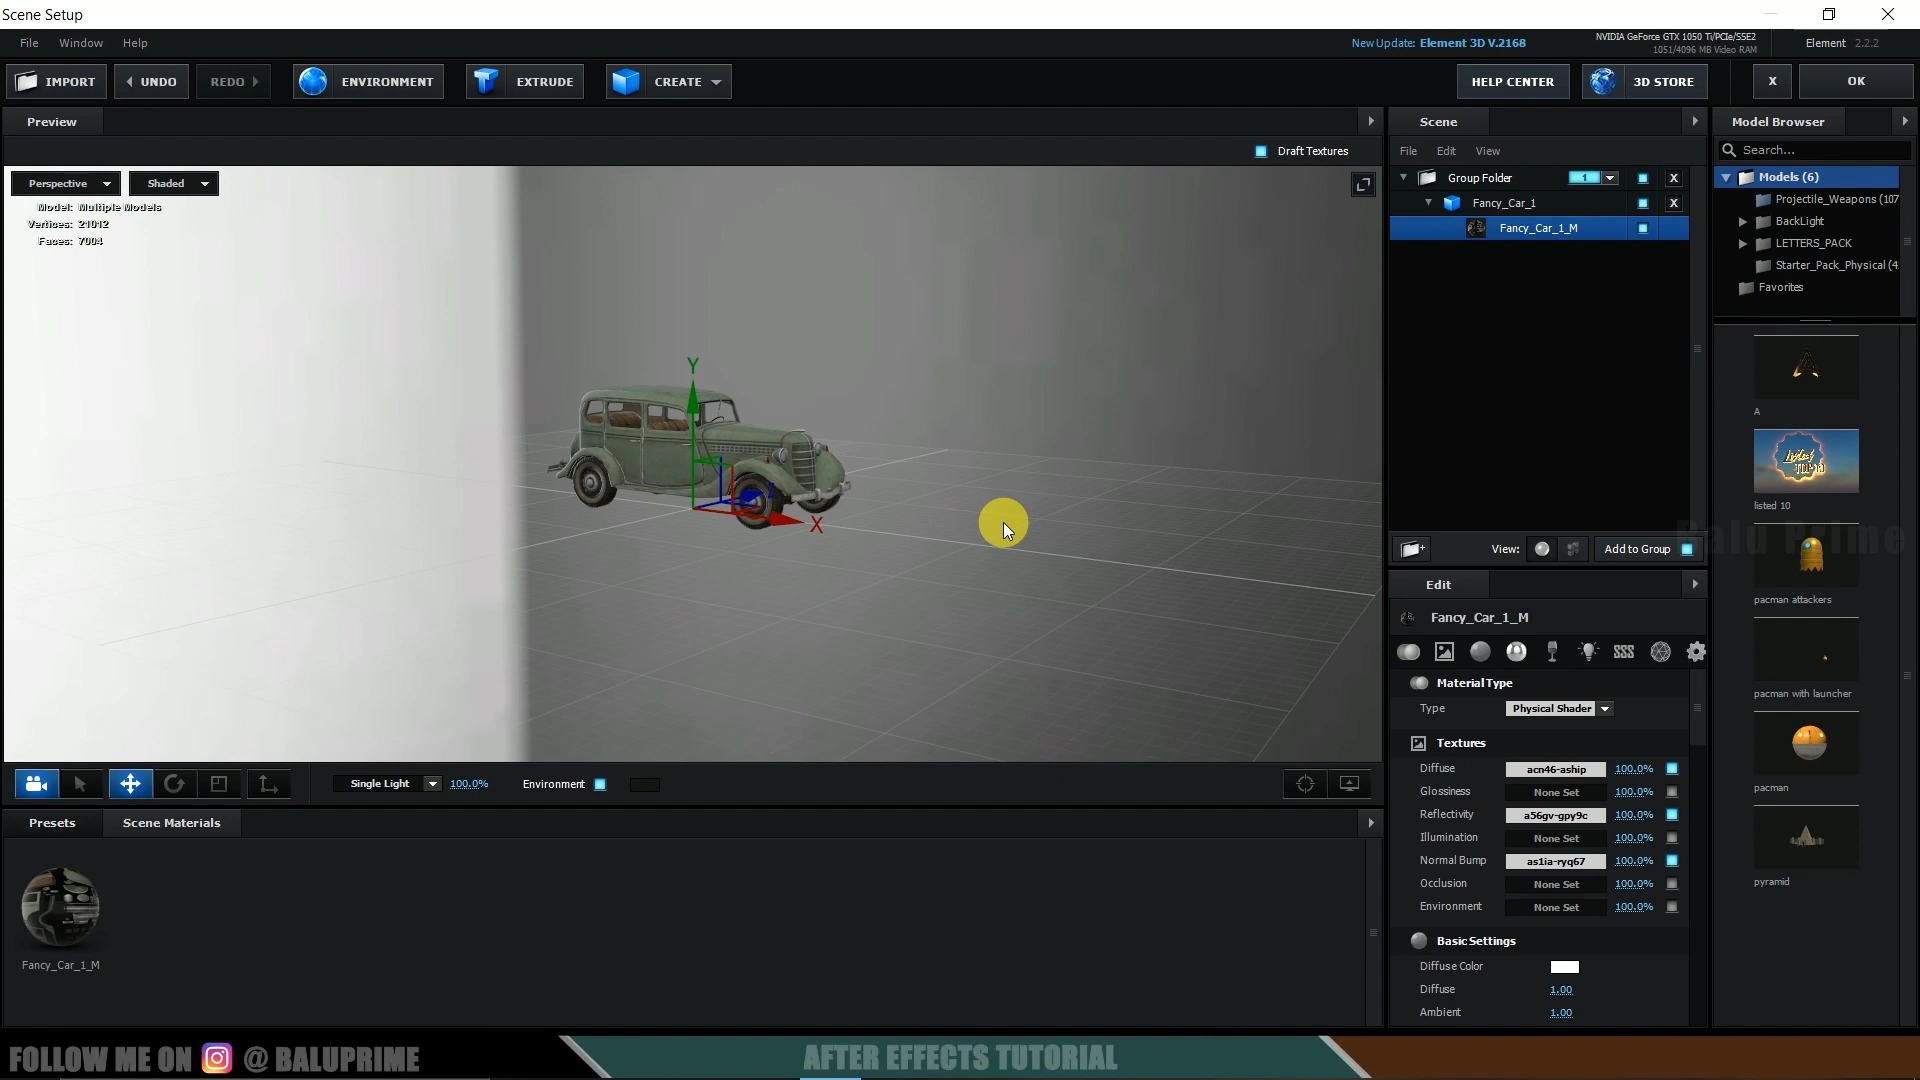 Scene Setup
File Window Help
New Update: Element 3D V.2168
NVIDIA GeForce GTX 1050 Ti/PCIe/SSE2
1051/4096 MB Video RAM
Element 2.2.2
IMPORT UNDO REDO ENVIRONMENT EXTRUDE CREATE HELP CENTER 3D STORE X OK
Preview
Draft Textures
Perspective Shaded
Model: Multiple Models
Vertices: 21012
Faces: 7004
Y
X
Single Light 100.0% Environment
Presets Scene Materials
Fancy_Car_1_M
Scene
File Edit View
Group Folder 1 X
Fancy_Car_1 X
Fancy_Car_1_M
View: Add to Group
Edit
Fancy_Car_1_M
SSS
Material Type
Type Physical Shader
Textures
Diffuse acn46-aship 100.0%
Glossiness None Set 100.0%
Reflectivity a56gv-gpy9c 100.0%
Illumination None Set 100.0%
Normal Bump as1ia-ryq67 100.0%
Occlusion None Set 100.0%
Environment None Set 100.0%
Basic Settings
Diffuse Color
Diffuse 1.00
Ambient 1.00
Model Browser
Search...
Models (6)
Projectile_Weapons (107
BackLight
LETTERS_PACK
Starter_Pack_Physical (4
Favorites
A
listed 10
Balu Prime
pacman attackers
pacman with launcher
pacman
pyramid
FOLLOW ME ON @ BALUPRIME
AFTER EFFECTS TUTORIAL